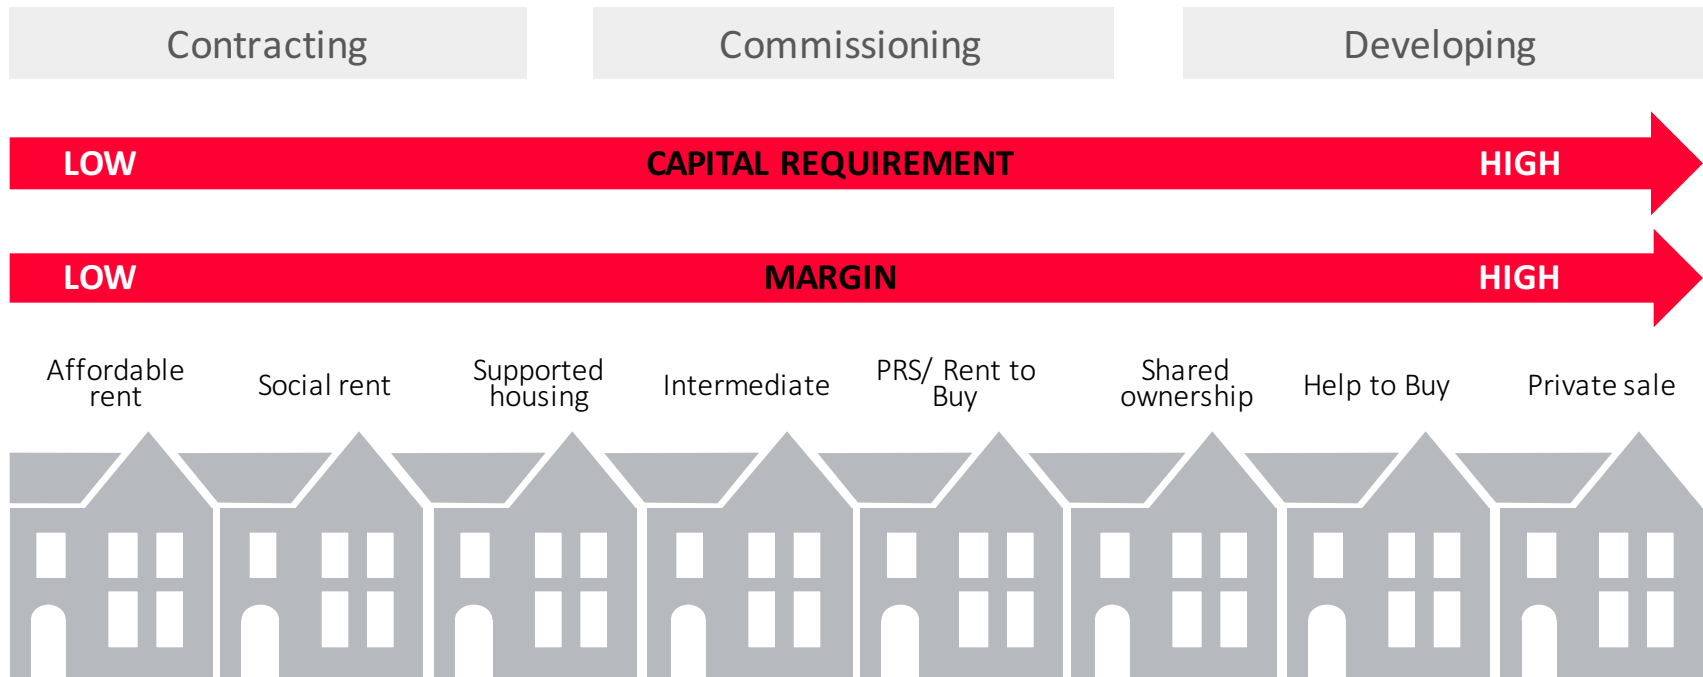 Contracting
Commissioning
Developing
LOW CAPITAL REQUIREMENT HIGH
LOW MARGIN HIGH
Affordable
rent
Social rent
Supported
housing
Intermediate
PRS/ Rent to
Buy
Shared
ownership
Help to Buy
Private sale